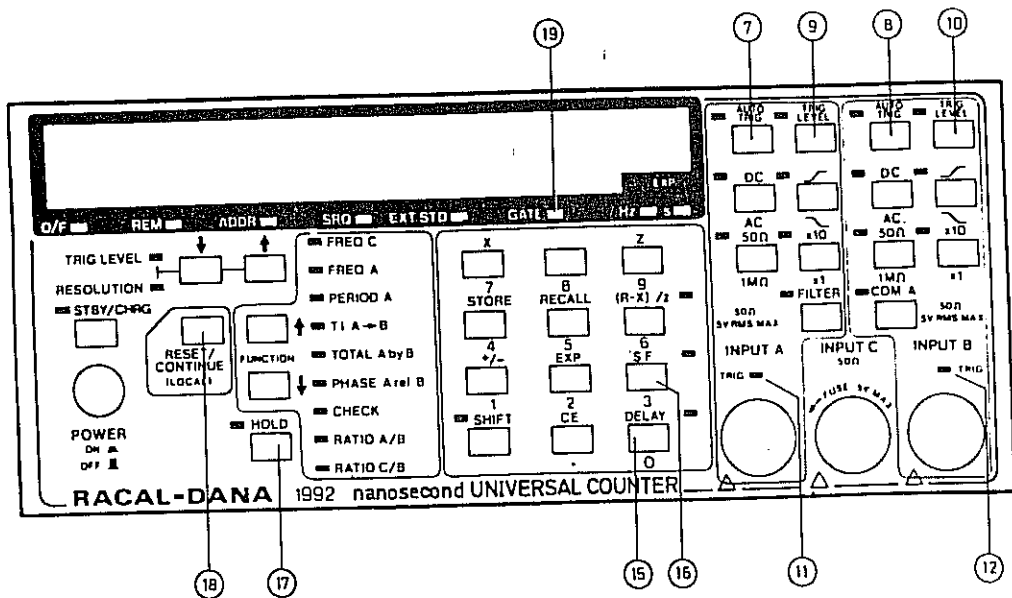 19
7
9
8
10
AUTO TRIG
TRIG LEVEL
AUTO TRIG
TRIG LEVEL
EXP
O/F
REM
ADDR
SRQ
EXT STD
GATE
Hz
s
TRIG LEVEL
RESOLUTION
STBY/CHRG
RESET/
CONTINUE
(LOCAL)
FUNCTION
HOLD
POWER
ON
OFF
FREQ C
FREQ A
PERIOD A
T I A→B
TOTAL A by B
PHASE A rel B
CHECK
RATIO A/B
RATIO C/B
X
Z
7
8
9
STORE
RECALL
(R-X)/Z
4
5
6
+/-
EXP
SF
1
2
3
SHIFT
CE
DELAY
.
0
DC
AC
50Ω
1MΩ
x10
x1
FILTER
50Ω
5V RMS MAX
INPUT A
TRIG
INPUT C
50Ω
FUSE 5V MAX
DC
AC
50Ω
1MΩ
x10
x1
COM A
50Ω
5V RMS MAX
INPUT B
TRIG
RACAL-DANA 1992 nanosecond UNIVERSAL COUNTER
18
17
15
16
11
12